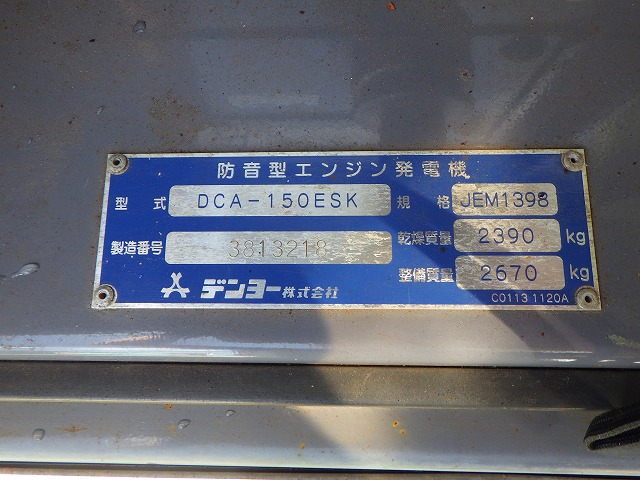 防音型エンジン発電機
型式 DCA-150ESK 規格 JEM1398
製造番号 3813218 乾燥質量 2390 kg
整備質量 2670 kg
デンヨー株式会社 C01131120A